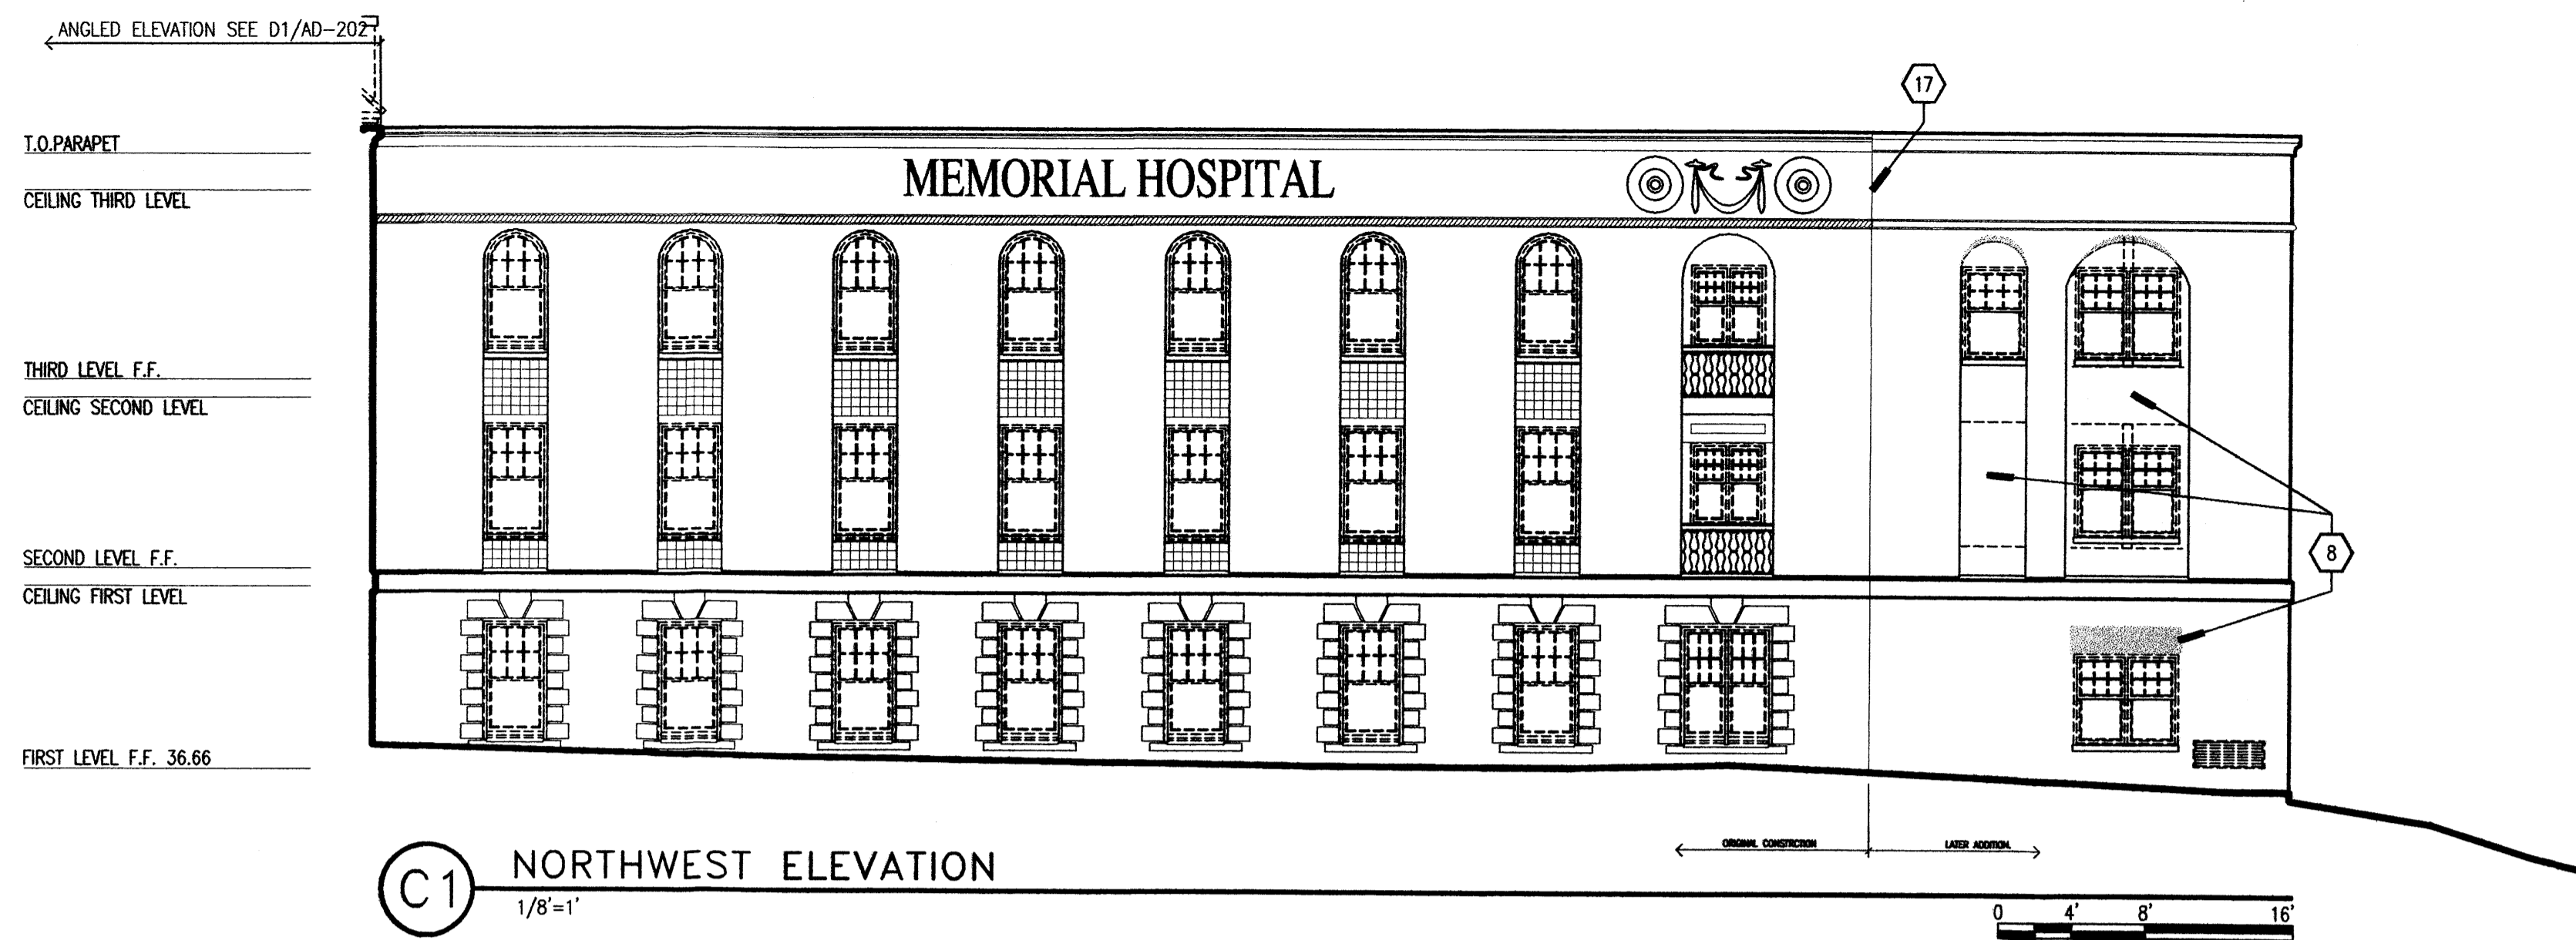 ANGLED ELEVATION SEE D1/AD-202
17
T.O.PARAPET
MEMORIAL HOSPITAL
CEILING THIRD LEVEL
THIRD LEVEL F.F.
CEILING SECOND LEVEL
SECOND LEVEL F.F.
8
CEILING FIRST LEVEL
FIRST LEVEL F.F. 36.66
ORIGINAL CONSTRCTION
LATER ADDITION.
C1
NORTHWEST ELEVATION
1/8'=1'
0 4' 8' 16'